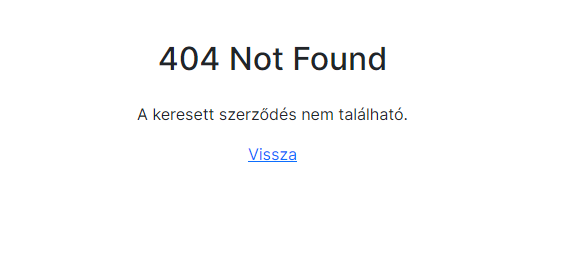 404 Not Found
A keresett szerződés nem található.
Vissza